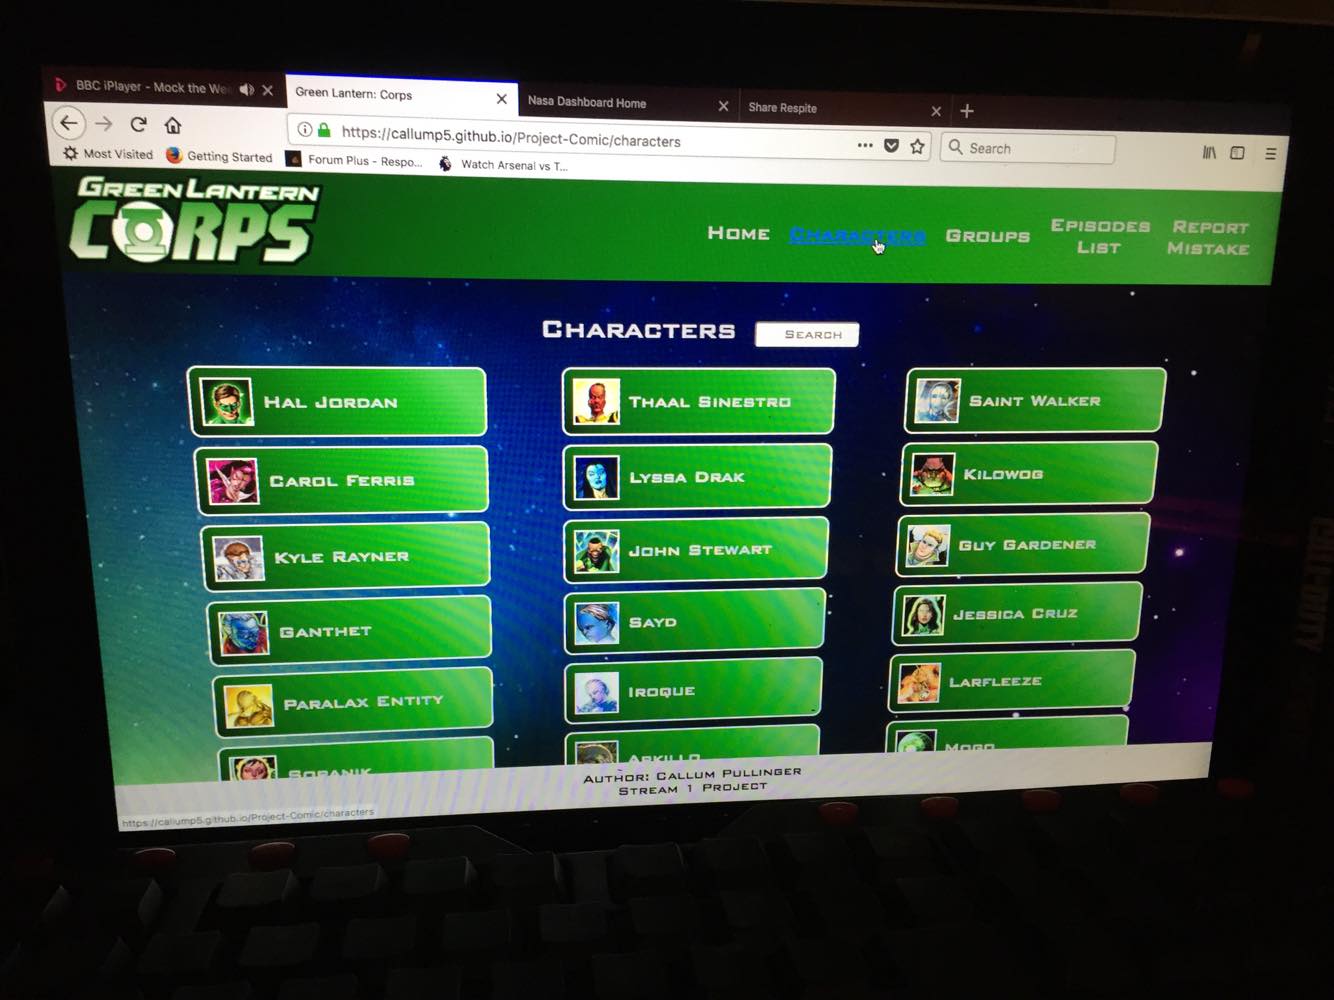 BBC iPlayer - Mock the We
Green Lantern: Corps
Nasa Dashboard Home
Share Respite
https://callump5.github.io/Project-Comic/characters
Search
Most Visited
Getting Started
Forum Plus - Respo...
Watch Arsenal vs T...
GREEN LANTERN
CORPS
HOME
CHARACTERS
GROUPS
EPISODES
LIST
REPORT
MISTAKE
CHARACTERS
SEARCH
HAL JORDAN
THAAL SINESTRO
SAINT WALKER
CAROL FERRIS
LYSSA DRAK
KILOWOG
KYLE RAYNER
JOHN STEWART
GUY GARDENER
GANTHET
SAYD
JESSICA CRUZ
PARALAX ENTITY
IROQUE
LARFLEEZE
SORANIK
ARKILLO
MOGO
AUTHOR: CALLUM PULLINGER
STREAM 1 PROJECT
https://callump5.github.io/Project-Comic/characters